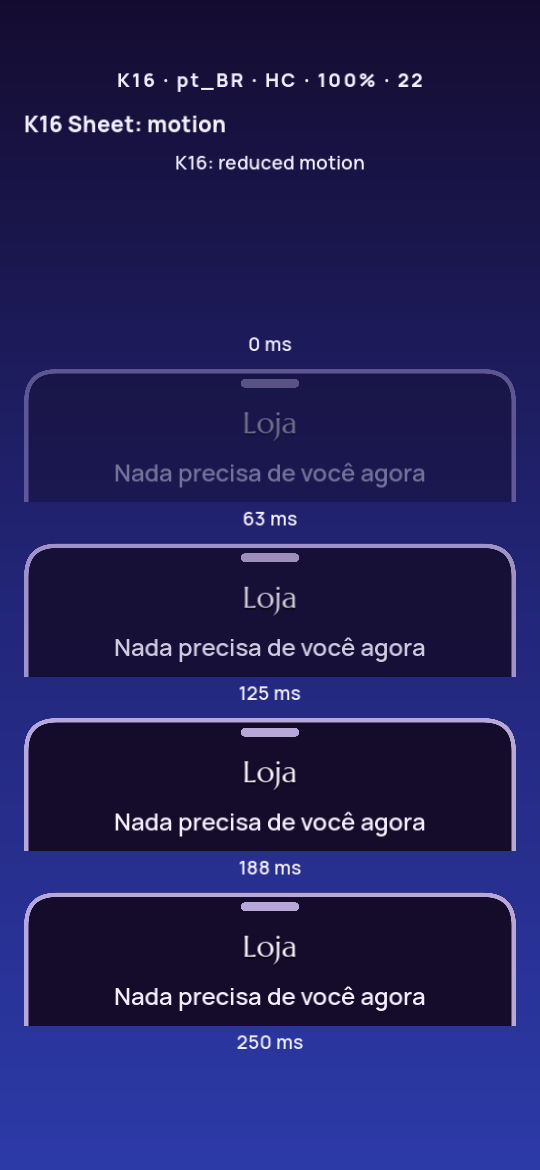 K16 · pt_BR · HC · 100% · 22
K16 Sheet: motion
K16: reduced motion
0 ms
Loja
Nada precisa de você agora
63 ms
Loja
Nada precisa de você agora
125 ms
Loja
Nada precisa de você agora
188 ms
Loja
Nada precisa de você agora
250 ms